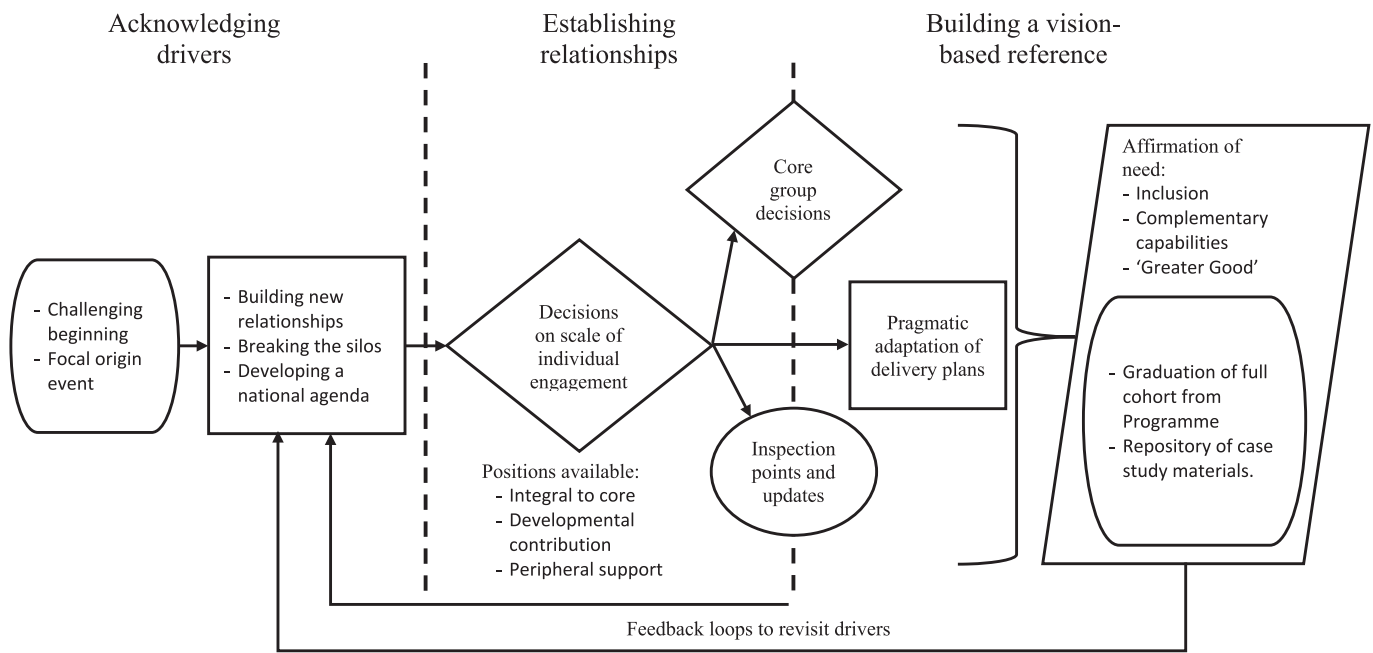 Acknowledging
drivers
Establishing
relationships
Building a vision-
based reference
- Challenging
beginning
- Focal origin
event
- Building new
relationships
- Breaking the silos
- Developing a
national agenda
Decisions
on scale of
individual
engagement
Positions available:
- Integral to core
- Developmental
contribution
- Peripheral support
Core
group
decisions
Pragmatic
adaptation of
delivery plans
Inspection
points and
updates
Affirmation of
need:
- Inclusion
- Complementary
capabilities
- ‘Greater Good’
- Graduation of full
cohort from
Programme
- Repository of case
study materials.
Feedback loops to revisit drivers